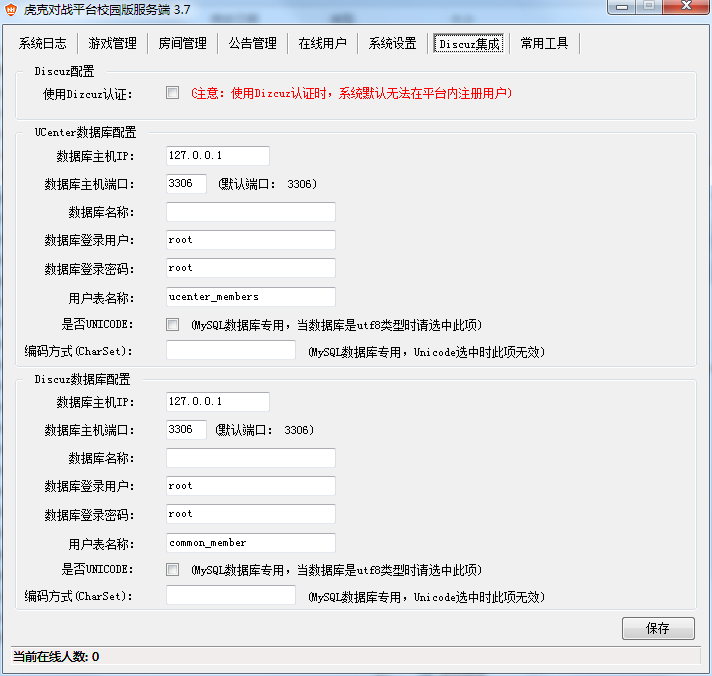 虎克对战平台校园版服务端 3.7
系统日志 游戏管理 房间管理 公告管理 在线用户 系统设置 Discuz集成 常用工具
Discuz配置
使用Dizcuz认证： (注意：使用Dizcuz认证时，系统默认无法在平台内注册用户)
UCenter数据库配置
数据库主机IP： 127.0.0.1
数据库主机端口： 3306 (默认端口： 3306)
数据库名称：
数据库登录用户： root
数据库登录密码： root
用户表名称： ucenter_members
是否UNICODE： (MySQL数据库专用，当数据库是utf8类型时请选中此项)
编码方式(CharSet)： (MySQL数据库专用，Unicode选中时此项无效)
Discuz数据库配置
数据库主机IP： 127.0.0.1
数据库主机端口： 3306 (默认端口： 3306)
数据库名称：
数据库登录用户： root
数据库登录密码： root
用户表名称： common_member
是否UNICODE： (MySQL数据库专用，当数据库是utf8类型时请选中此项)
编码方式(CharSet)： (MySQL数据库专用，Unicode选中时此项无效)
保存
当前在线人数: 0